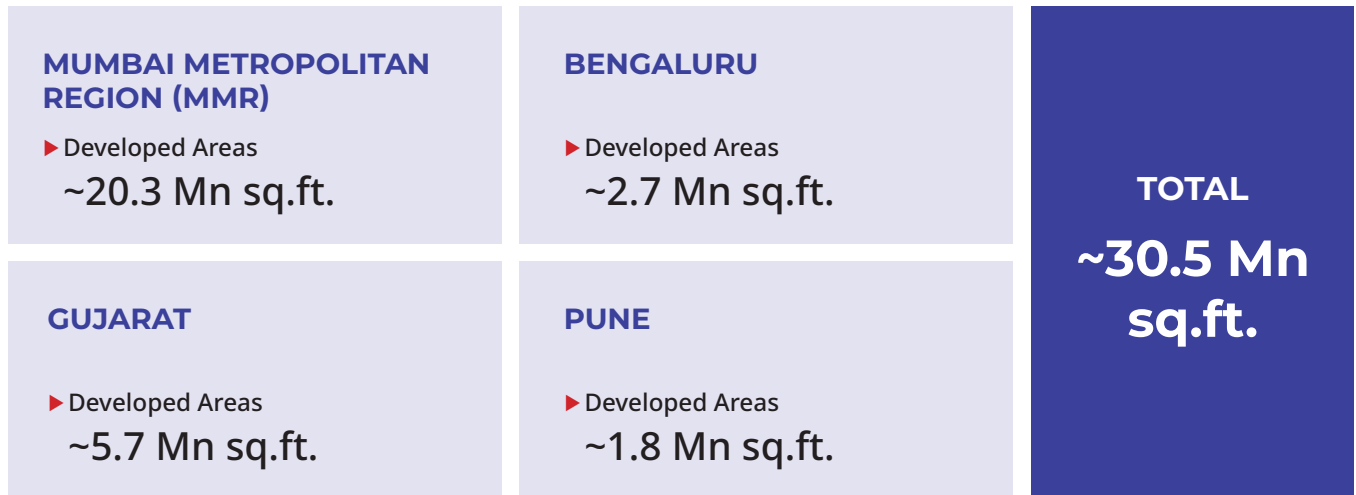 MUMBAI METROPOLITAN
REGION (MMR)
Developed Areas
~20.3 Mn sq.ft.
BENGALURU
Developed Areas
~2.7 Mn sq.ft.
GUJARAT
Developed Areas
~5.7 Mn sq.ft.
PUNE
Developed Areas
~1.8 Mn sq.ft.
TOTAL
~30.5 Mn
sq.ft.